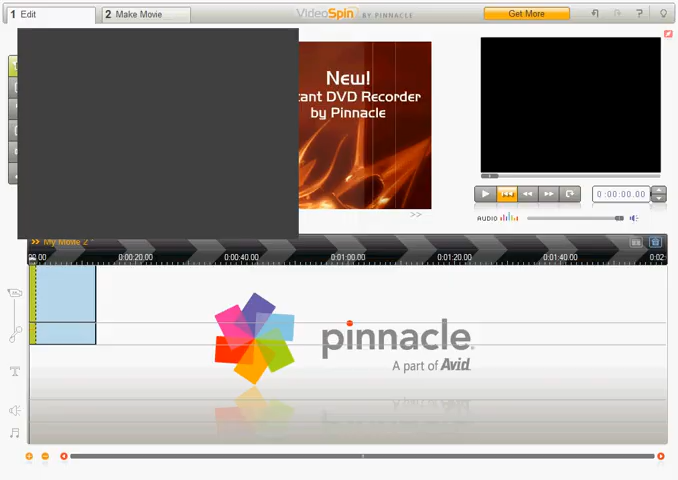 1 Edit
2 Make Movie
VideoSpin BY PINNACLE
Get More
New!
tant DVD Recorder
by Pinnacle
0:00:00.00
AUDIO
>>
>> My Movie 2 *
00.00 0:00:20.00 0:00:40.00 0:01:00.00 0:01:20.00 0:01:40.00 0:02
pinnacle
A part of Avid
T